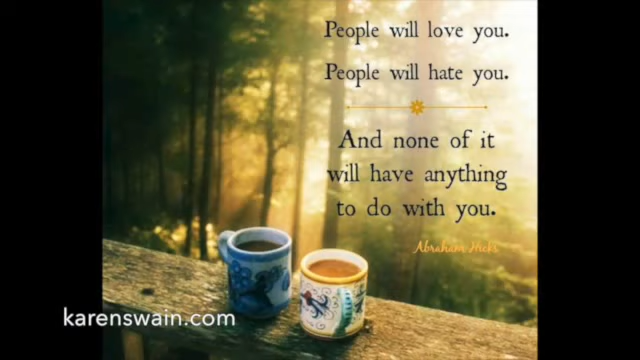 People will love you.
People will hate you.
And none of it
will have anything
to do with you.
Abraham Hicks
karenswain.com